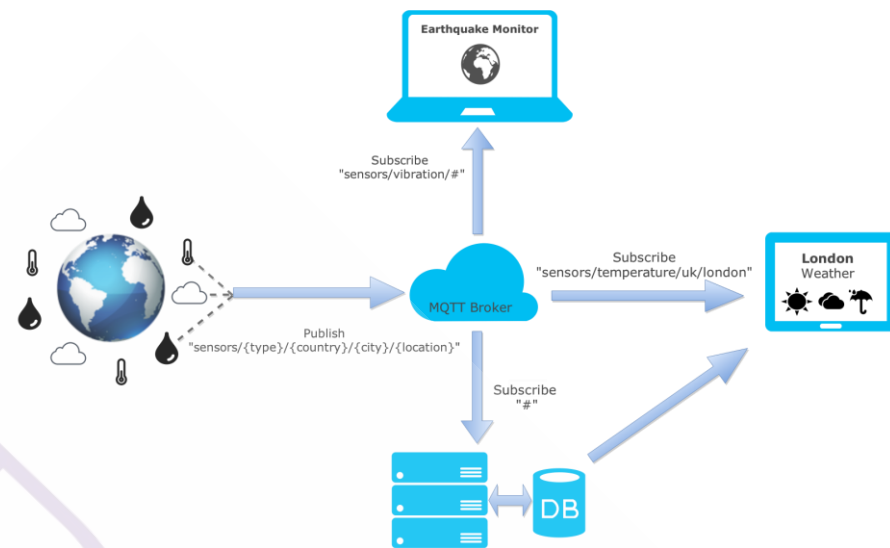 Earthquake Monitor
Subscribe
"sensors/vibration/#"
Subscribe
"sensors/temperature/uk/london"
London
Weather
MQTT Broker
Publish
"sensors/{type}/{country}/{city}/{location}"
Subscribe
"#"
DB